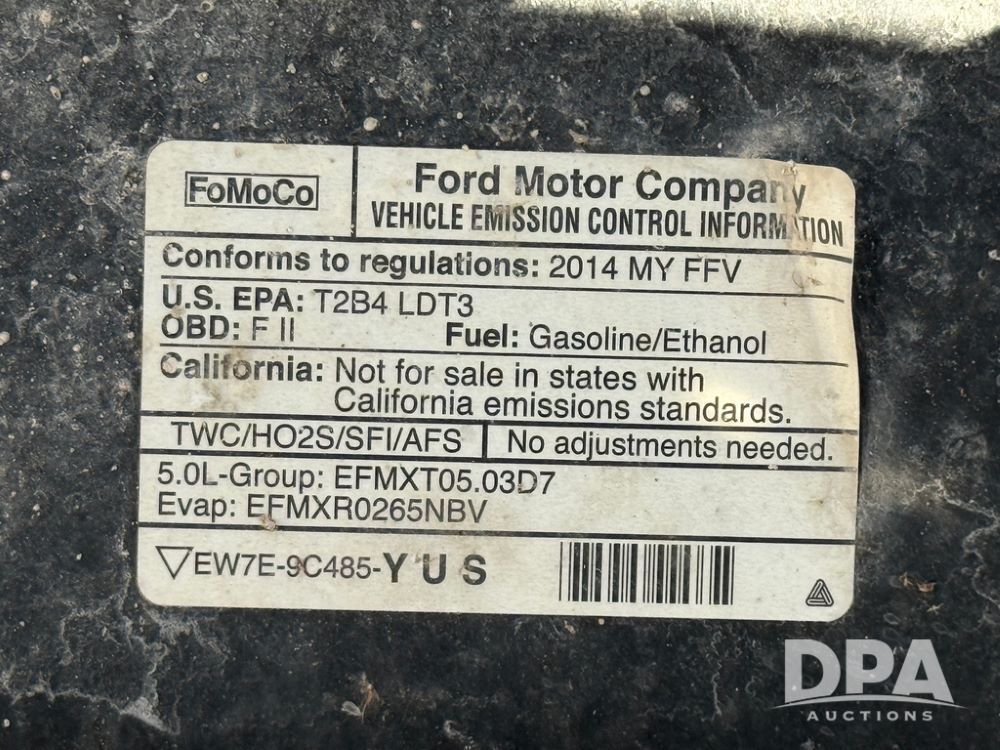 FoMoCo
Ford Motor Company
VEHICLE EMISSION CONTROL INFORMATION
Conforms to regulations: 2014 MY FFV
U.S. EPA: T2B4 LDT3
OBD: F II Fuel: Gasoline/Ethanol
California: Not for sale in states with
California emissions standards.
TWC/HO2S/SFI/AFS No adjustments needed.
5.0L-Group: EFMXT05.03D7
Evap: EFMXR0265NBV
▽EW7E-9C485-YUS
DPA
AUCTIONS